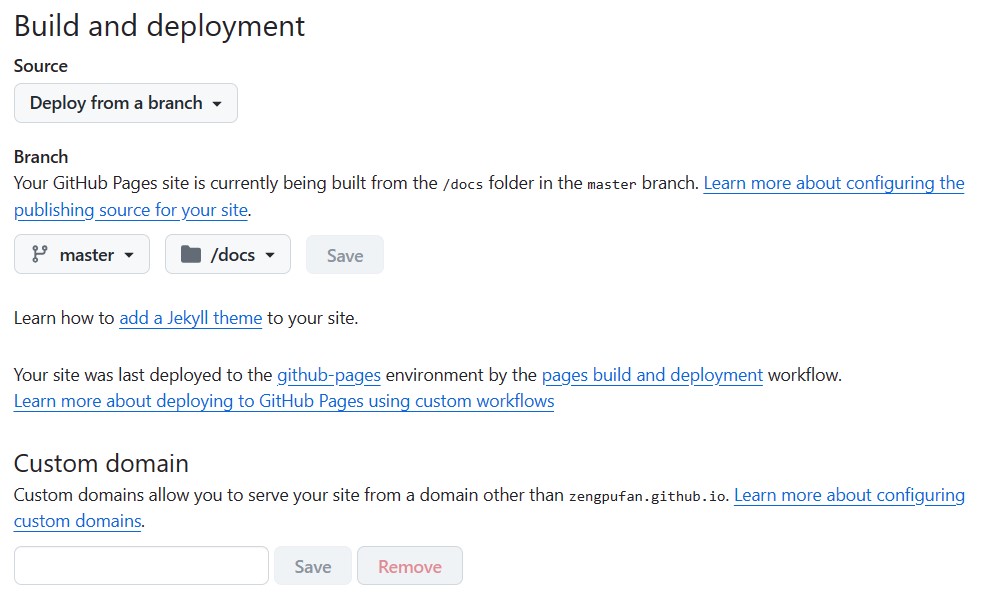 Build and deployment
Source
Deploy from a branch
Branch
Your GitHub Pages site is currently being built from the /docs folder in the master branch. Learn more about configuring the
publishing source for your site.
master /docs Save
Learn how to add a Jekyll theme to your site.
Your site was last deployed to the github-pages environment by the pages build and deployment workflow.
Learn more about deploying to GitHub Pages using custom workflows
Custom domain
Custom domains allow you to serve your site from a domain other than zengpufan.github.io. Learn more about configuring
custom domains.
Save Remove